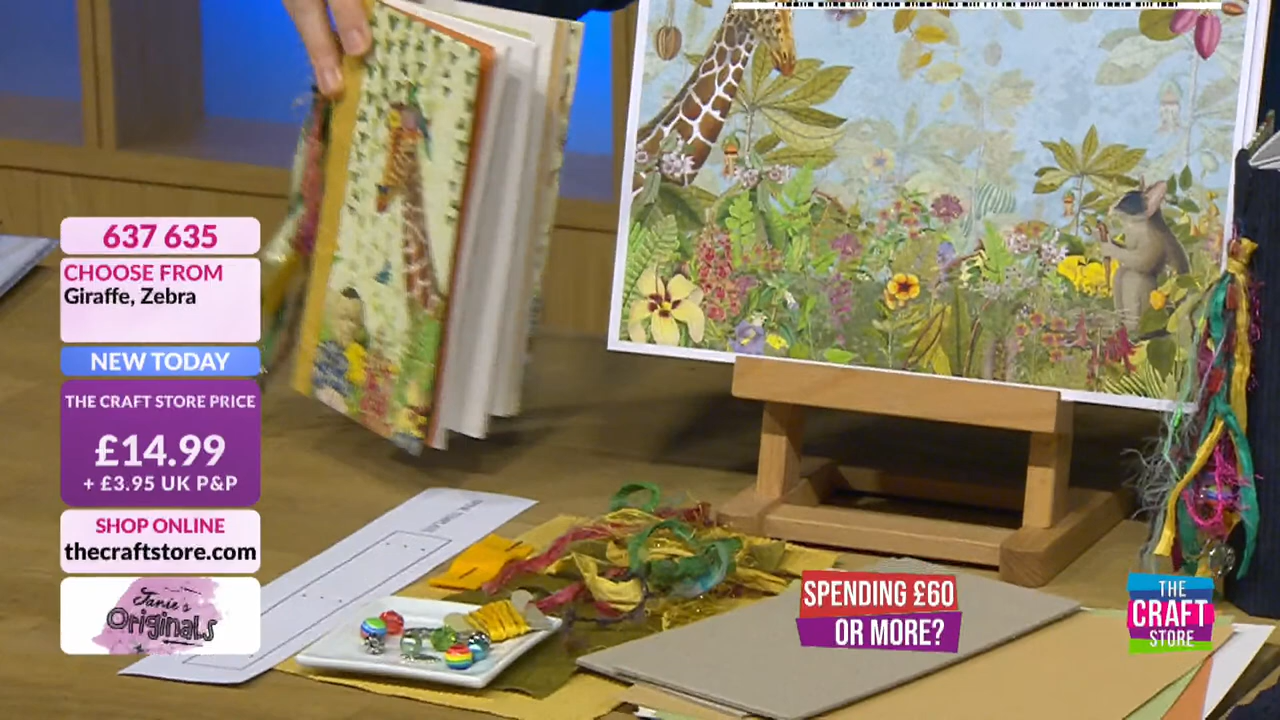 637 635
CHOOSE FROM
Giraffe, Zebra
NEW TODAY
THE CRAFT STORE PRICE
£14.99
+ £3.95 UK P&P
SHOP ONLINE
thecraftstore.com
Janie's
Originals
SPENDING £60
OR MORE?
THE
CRAFT
STORE